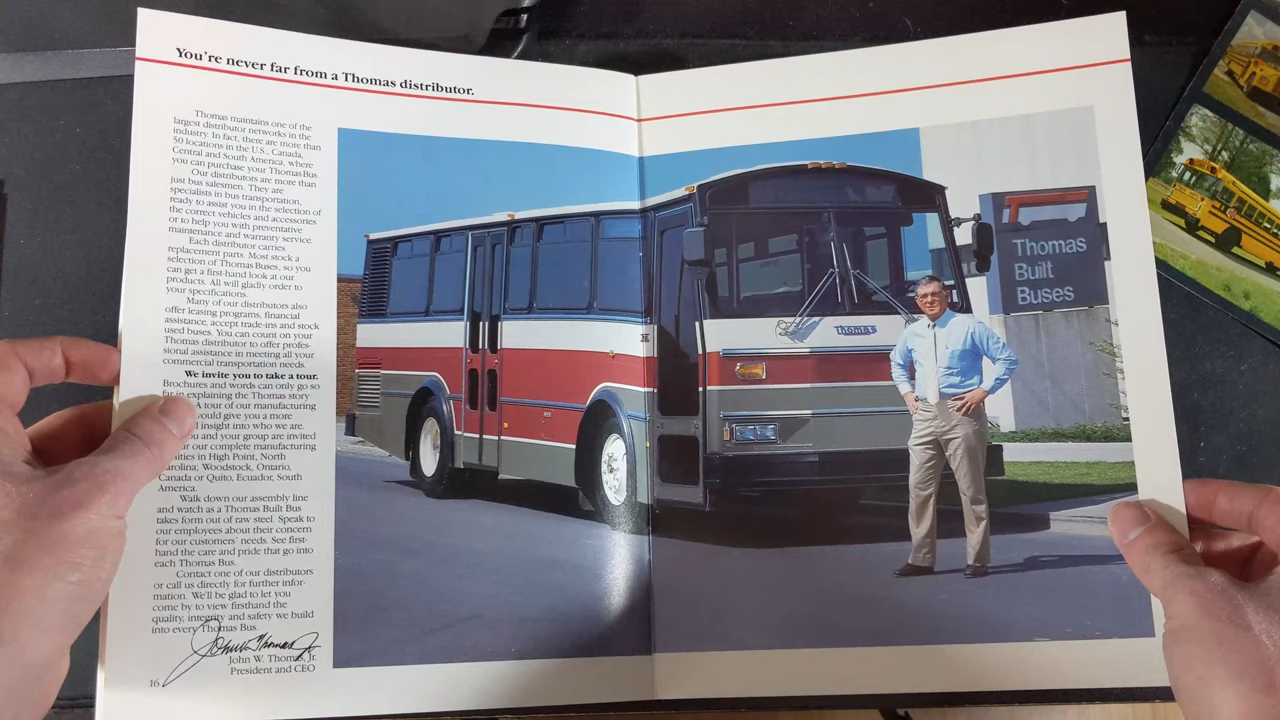 You're never far from a Thomas distributor.
Thomas maintains one of the
largest distributor networks in the
industry. In fact, there are more than
50 locations in the U.S., Canada,
Central and South America, where
you can purchase your Thomas Bus.
Our distributors are more than
just bus salesmen. They are
specialists in bus transportation,
ready to assist you in the selection of
the correct vehicles and accessories
or to help you with preventative
maintenance and warranty service.
Each distributor carries
replacement parts. Most stock a
selection of Thomas Buses, so you
can get a first-hand look at our
products. All will gladly order to
your specifications.
Many of our distributors also
offer leasing programs, financial
assistance, accept trade-ins and stock
used buses. You can count on your
Thomas distributor to offer profes-
sional assistance in meeting all your
commercial transportation needs.
We invite you to take a tour.
Brochures and words can only go so
far in explaining the Thomas story
A tour of our manufacturing
would give you a more
insight into who we are.
you and your group are invited
our complete manufacturing
in High Point, North
Carolina; Woodstock, Ontario,
Canada or Quito, Ecuador, South
America.
Walk down our assembly line
and watch as a Thomas Built Bus
takes form out of raw steel. Speak to
our employees about their concern
for our customers' needs. See first-
hand the care and pride that go into
each Thomas Bus.
Contact one of our distributors
or call us directly for further infor-
mation. We'll be glad to let you
come by to view firsthand the
quality, integrity and safety we build
into every Thomas Bus.
John W. Thomas Jr
John W. Thomas, Jr.
President and CEO
16
Thomas
Thomas
Built
Buses